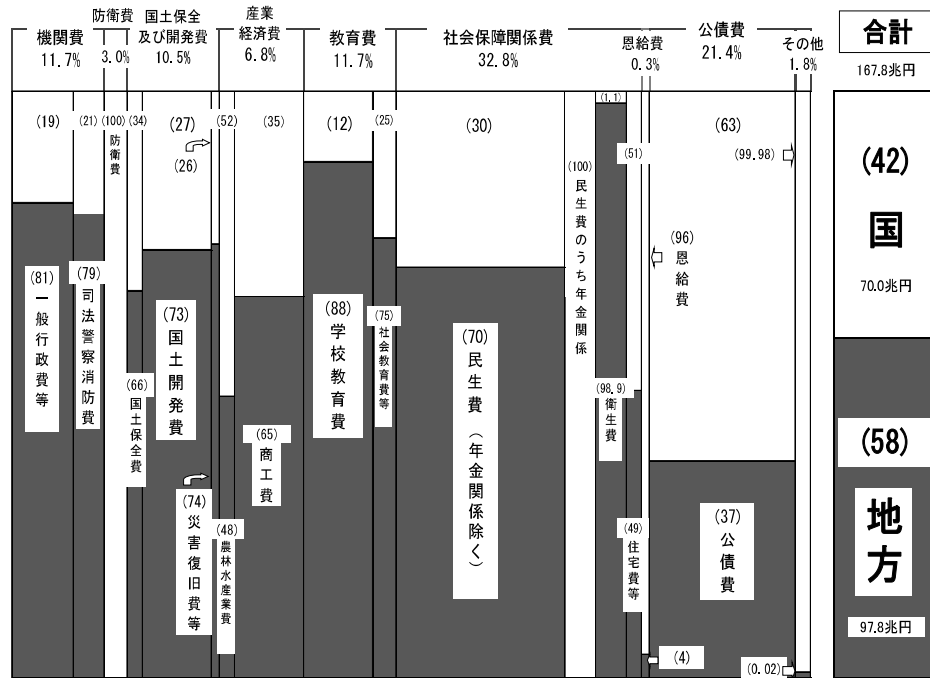 機関費
11.7%
防衛費
3.0%
国土保全
及び開発費
10.5%
産業
経済費
6.8%
教育費
11.7%
社会保障関係費
32.8%
恩給費
0.3%
公債費
21.4%
その他
1.8%
合計
167.8兆円
(19)
(21)
(100)
防衛費
(34)
(27)
(26)
(52)
(35)
(12)
(25)
(30)
(100)
民生費のうち年金関係
(1.1)
(51)
(96)
恩給費
(63)
(99.98)
(42)
国
70.0兆円
(81)
一般行政費等
(79)
司法警察消防費
(66)
国土保全費
(73)
国土開発費
(74)
災害復旧費等
(48)
農林水産業費
(65)
商工費
(88)
学校教育費
(75)
社会教育費等
(70)
民生費(年金関係除く)
(98.9)
衛生費
(49)
住宅費等
(4)
(37)
公債費
(0.02)
(58)
地方
97.8兆円